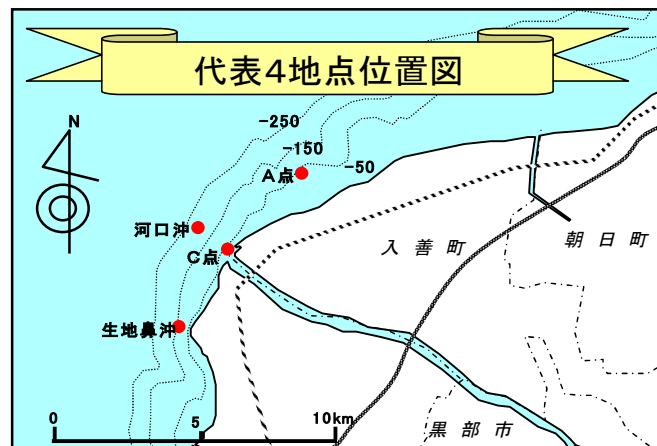 代表4地点位置図
N
-250
-150
-50
A点
河口沖
C点
入善町
朝日町
生地鼻沖
0
5
10km
黒部市